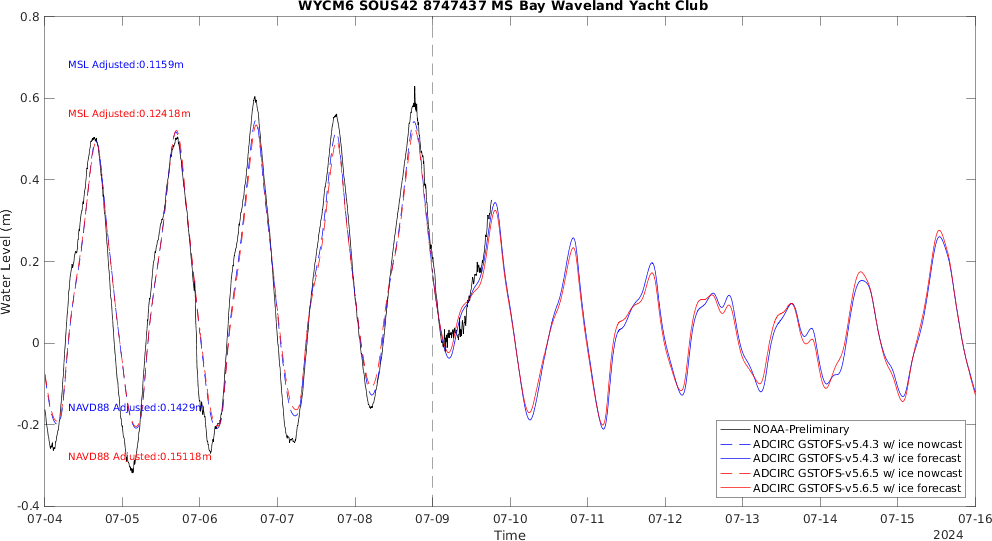 WYCM6 SOUS42 8747437 MS Bay Waveland Yacht Club
0.8
MSL Adjusted:0.1159m
0.6
MSL Adjusted:0.12418m
0.4
0.2
Water Level (m)
0
NAVD88 Adjusted:0.1429m
-0.2
NAVD88 Adjusted:0.15118m
-0.4
NOAA-Preliminary
ADCIRC GSTOFS-v5.4.3 w/ ice nowcast
ADCIRC GSTOFS-v5.4.3 w/ ice forecast
ADCIRC GSTOFS-v5.6.5 w/ ice nowcast
ADCIRC GSTOFS-v5.6.5 w/ ice forecast
07-04 07-05 07-06 07-07 07-08 07-09 07-10 07-11 07-12 07-13 07-14 07-15 07-16
Time
2024